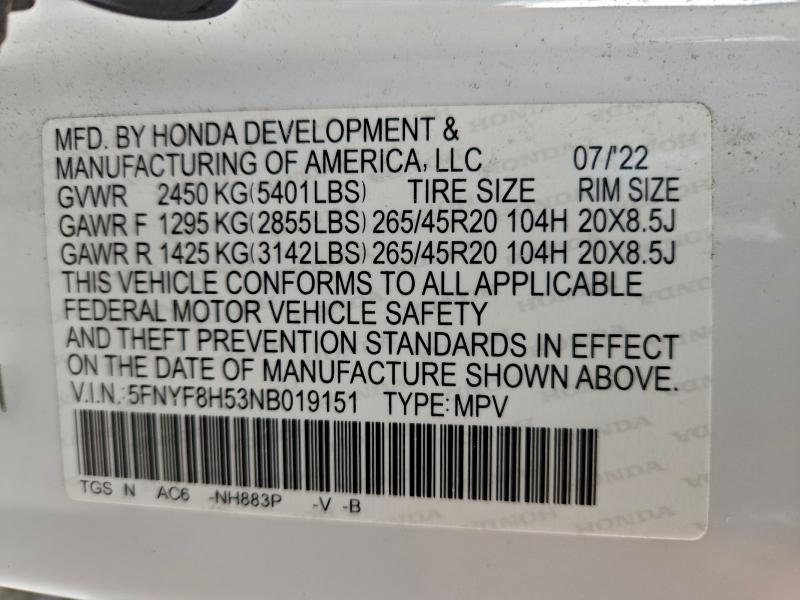 MFD. BY HONDA DEVELOPMENT &
MANUFACTURING OF AMERICA, LLC 07/'22
GVWR 2450 KG(5401LBS) TIRE SIZE RIM SIZE
GAWR F 1295 KG(2855LBS) 265/45R20 104H 20X8.5J
GAWR R 1425 KG(3142LBS) 265/45R20 104H 20X8.5J
THIS VEHICLE CONFORMS TO ALL APPLICABLE
FEDERAL MOTOR VEHICLE SAFETY
AND THEFT PREVENTION STANDARDS IN EFFECT
ON THE DATE OF MANUFACTURE SHOWN ABOVE.
V.I.N.:5FNYF8H53NB019151 TYPE:MPV
TGS N AC6 -NH883P -V -B